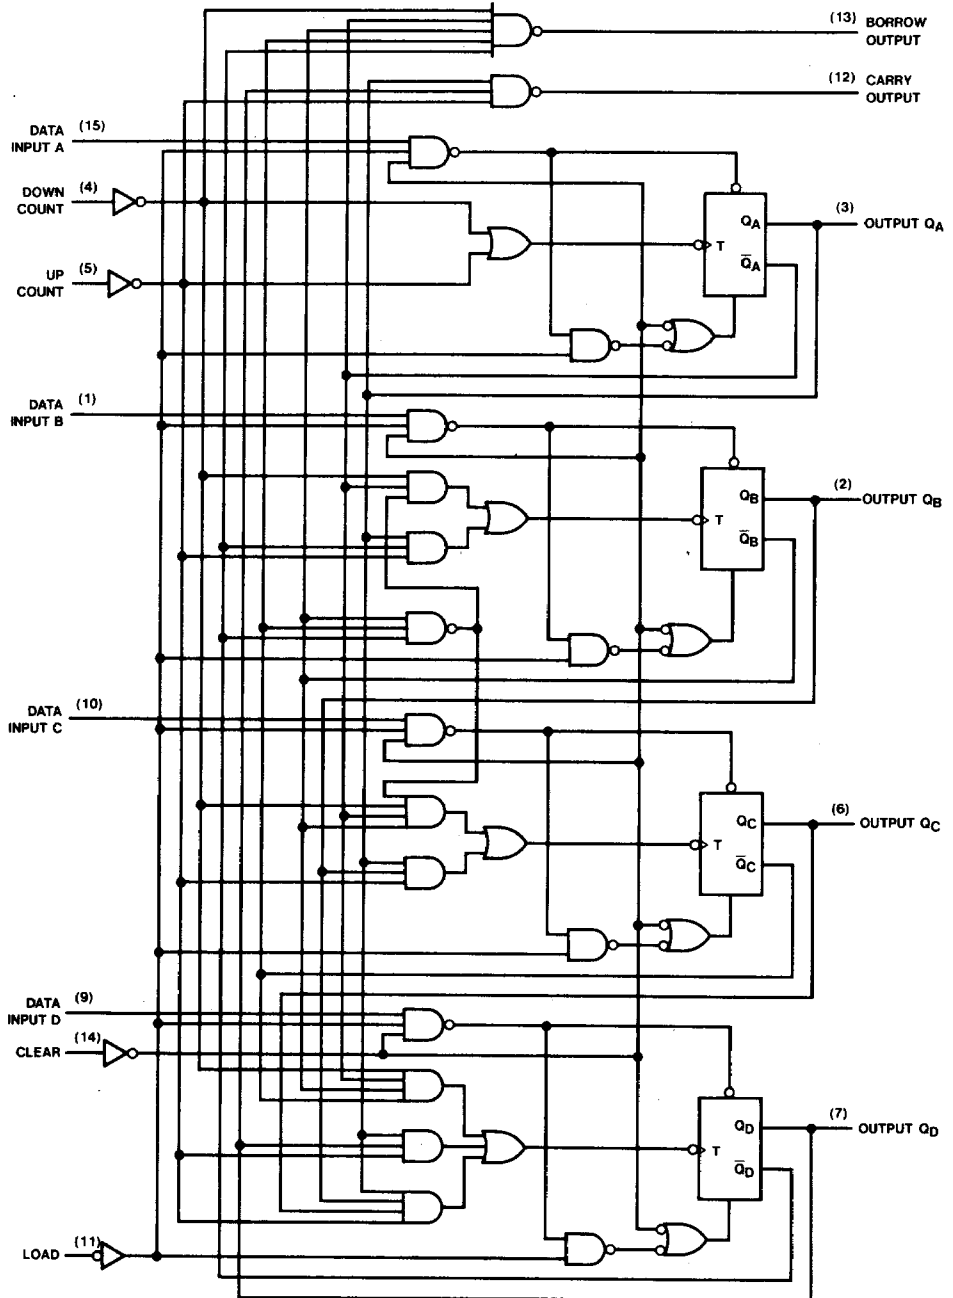 (13) BORROW
OUTPUT
(12) CARRY
OUTPUT
DATA (15)
INPUT A
DOWN (4)
COUNT
QA (3) OUTPUT QA
T
Q̅A
UP (5)
COUNT
DATA (1)
INPUT B
QB (2) OUTPUT QB
T
Q̅B
DATA (10)
INPUT C
QC (6) OUTPUT QC
T
Q̅C
DATA (9)
INPUT D
CLEAR (14)
QD (7) OUTPUT QD
T
Q̅D
LOAD (11)